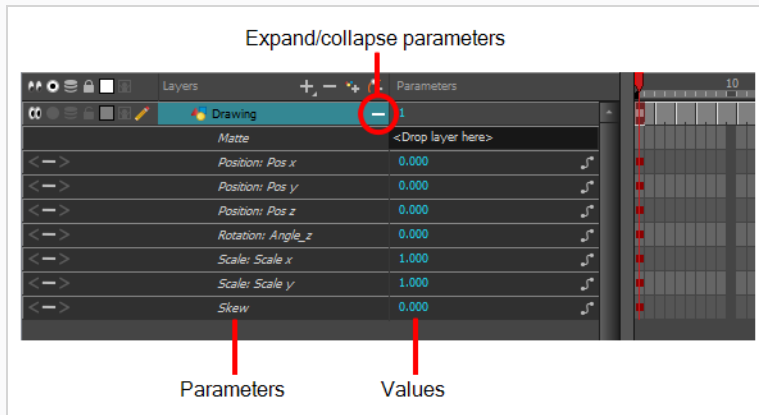 Expand/collapse parameters
Layers Parameters 10
Drawing 1
Matte <Drop layer here>
Position: Pos x 0.000
Position: Pos y 0.000
Position: Pos z 0.000
Rotation: Angle_z 0.000
Scale: Scale x 1.000
Scale: Scale y 1.000
Skew 0.000
Parameters Values